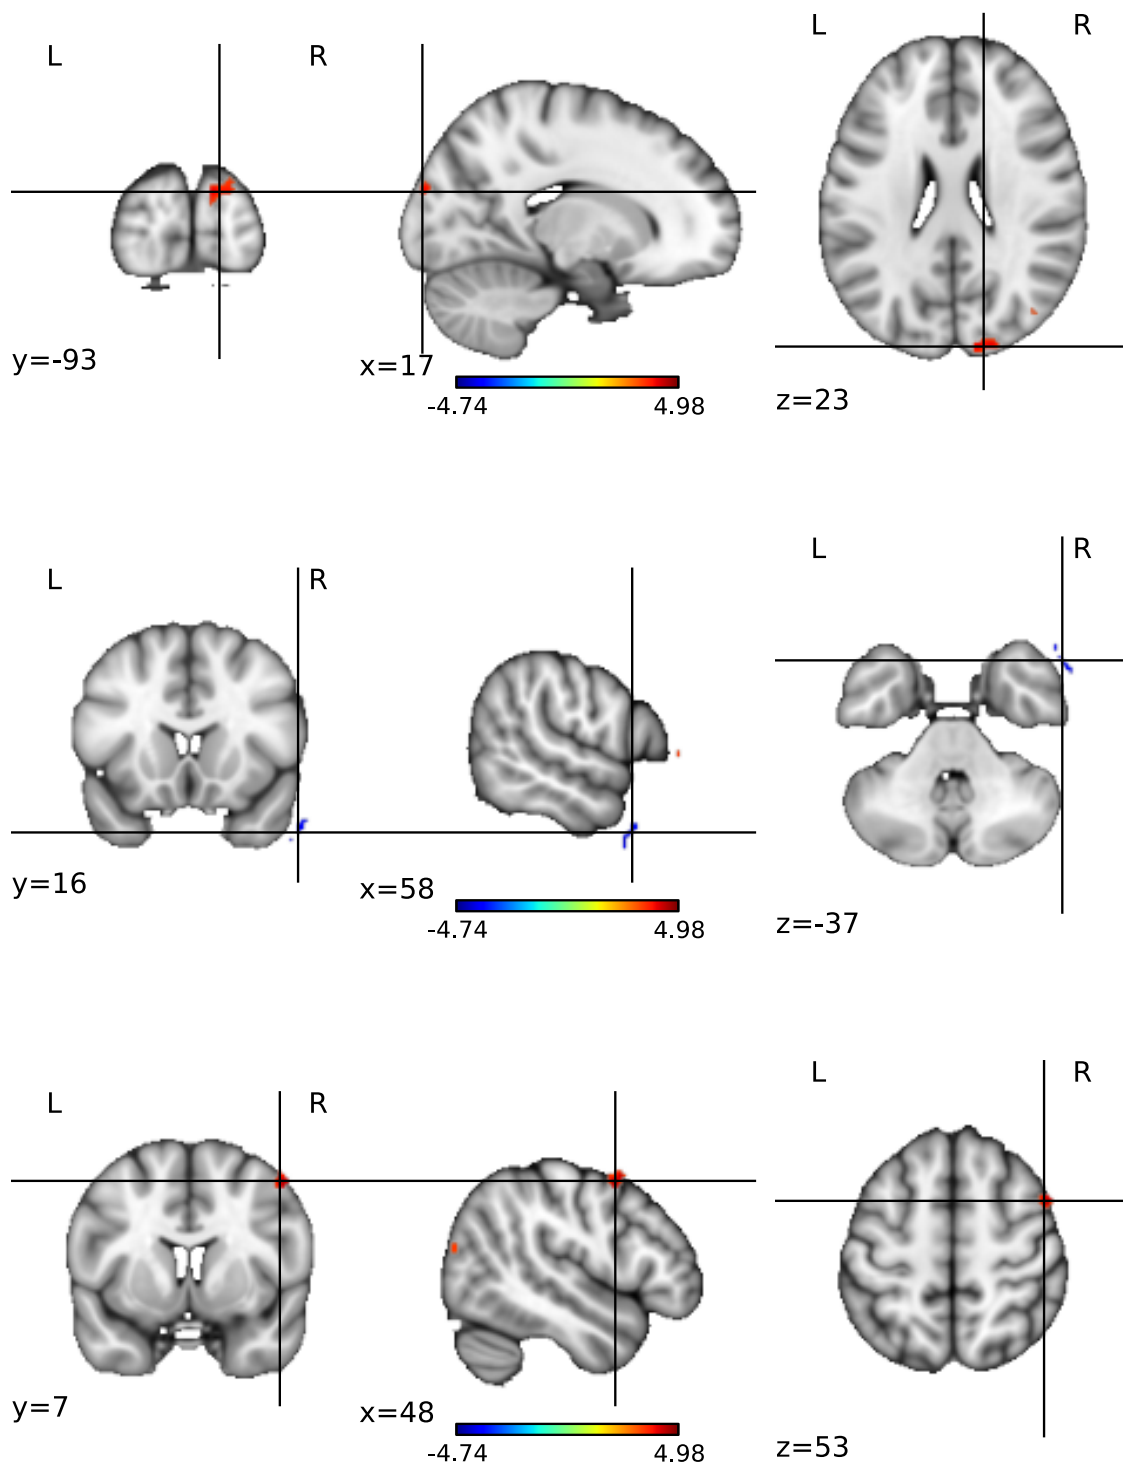 L R L R
y=-93 x=17 z=23
-4.74 4.98
L R L R
y=16 x=58 z=-37
-4.74 4.98
L R L R
y=7 x=48 z=53
-4.74 4.98